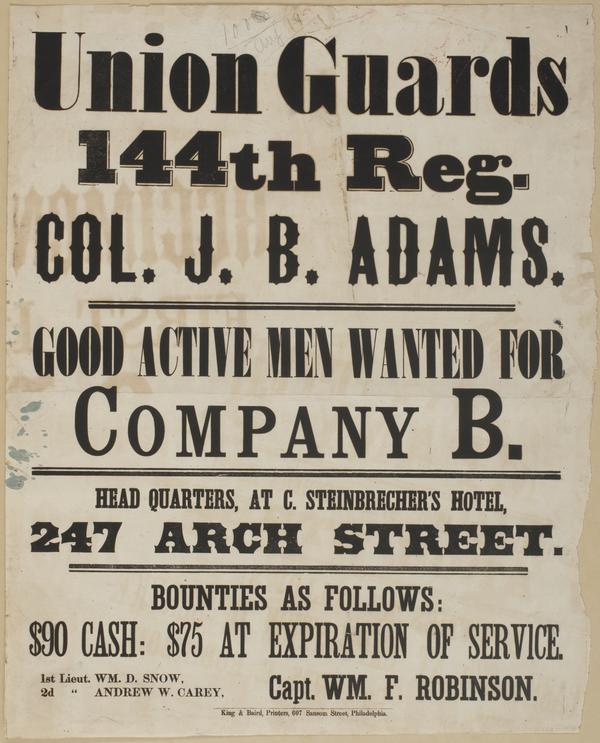 Union Guards
144th Reg.
COL. J. B. ADAMS.
GOOD ACTIVE MEN WANTED FOR
COMPANY B.
HEAD QUARTERS, AT C. STEINBRECHER'S HOTEL,
247 ARCH STREET.
BOUNTIES AS FOLLOWS:
$90 CASH: $75 AT EXPIRATION OF SERVICE.
1st Lieut. WM. D. SNOW,
2d " ANDREW W. CAREY,
Capt. WM. F. ROBINSON.
King & Baird, Printers, 607 Sansom Street, Philadelphia.